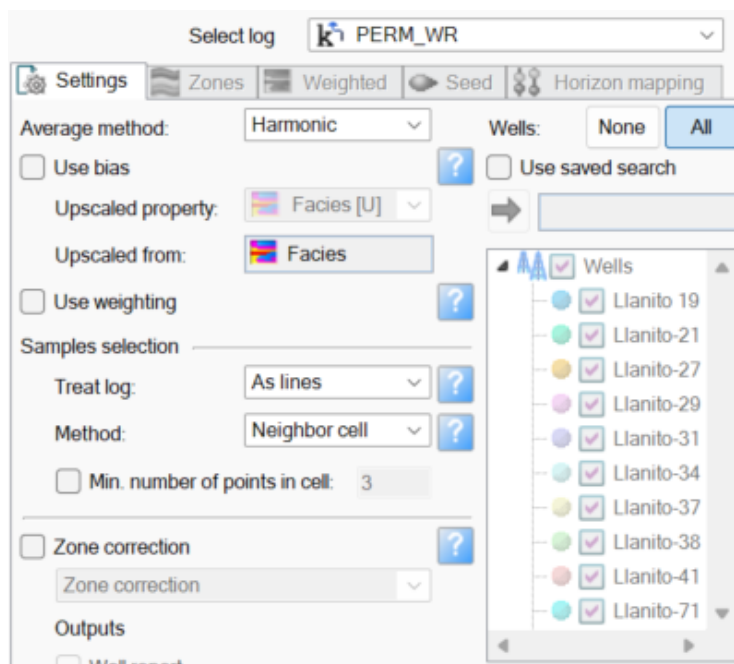 Select log PERM_WR
Settings Zones Weighted Seed Horizon mapping
Average method: Harmonic
Use bias ?
Upscaled property: Facies [U]
Upscaled from: Facies
Use weighting ?
Samples selection
Treat log: As lines ?
Method: Neighbor cell ?
Min. number of points in cell: 3
Zone correction ?
Zone correction
Outputs
Well report
Wells: None All
Use saved search
Wells
Llanito 19
Llanito-21
Llanito-27
Llanito-29
Llanito-31
Llanito-34
Llanito-37
Llanito-38
Llanito-41
Llanito-71